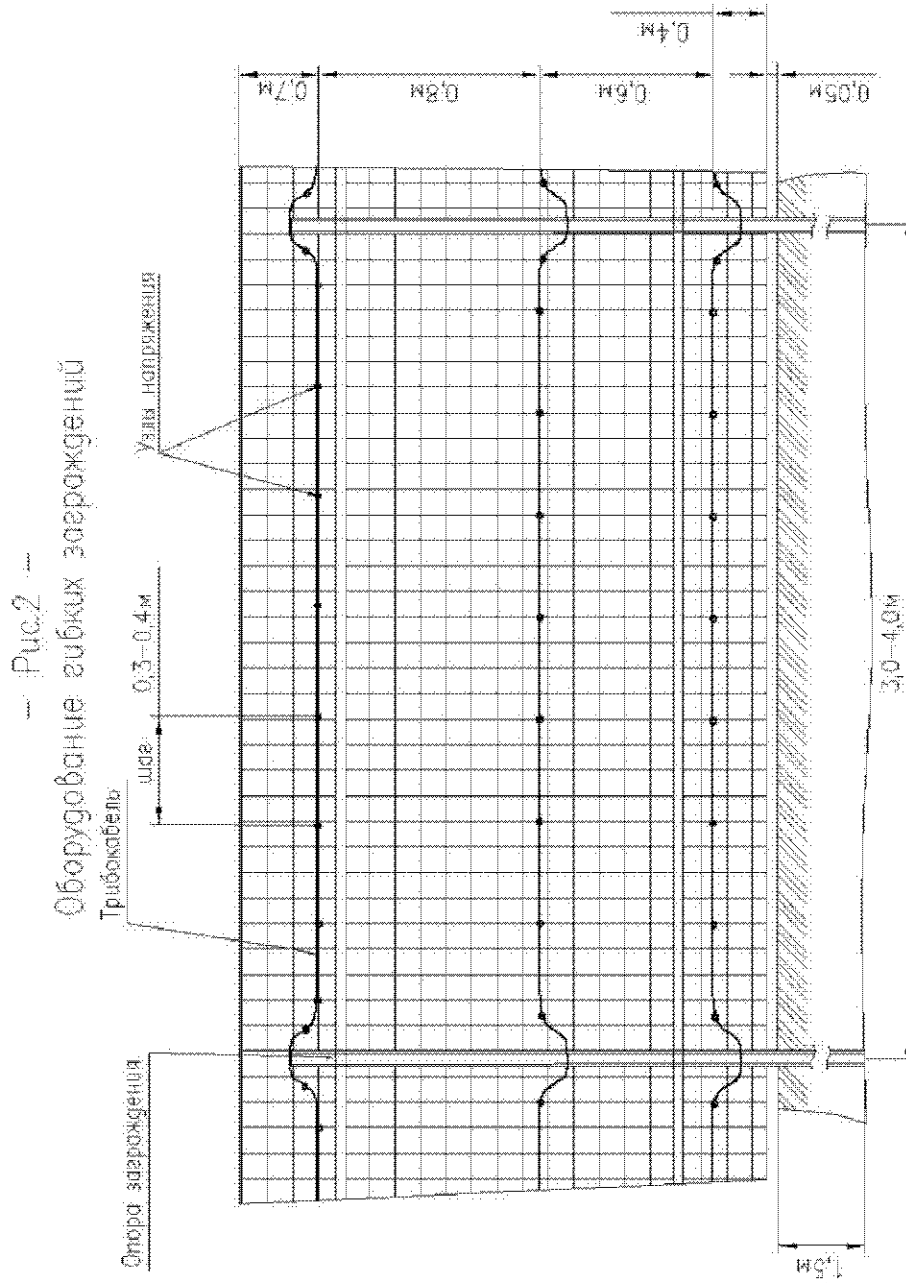 – Рис.2 –
Оборудование гибких заграждений
Опора заграждения
Трибокабель
шаг
0,3–0,4м
Узлы напряжения
0,7м
0,8м
0,6м
0,4м
0,05м
1,5м
3,0–4,0м